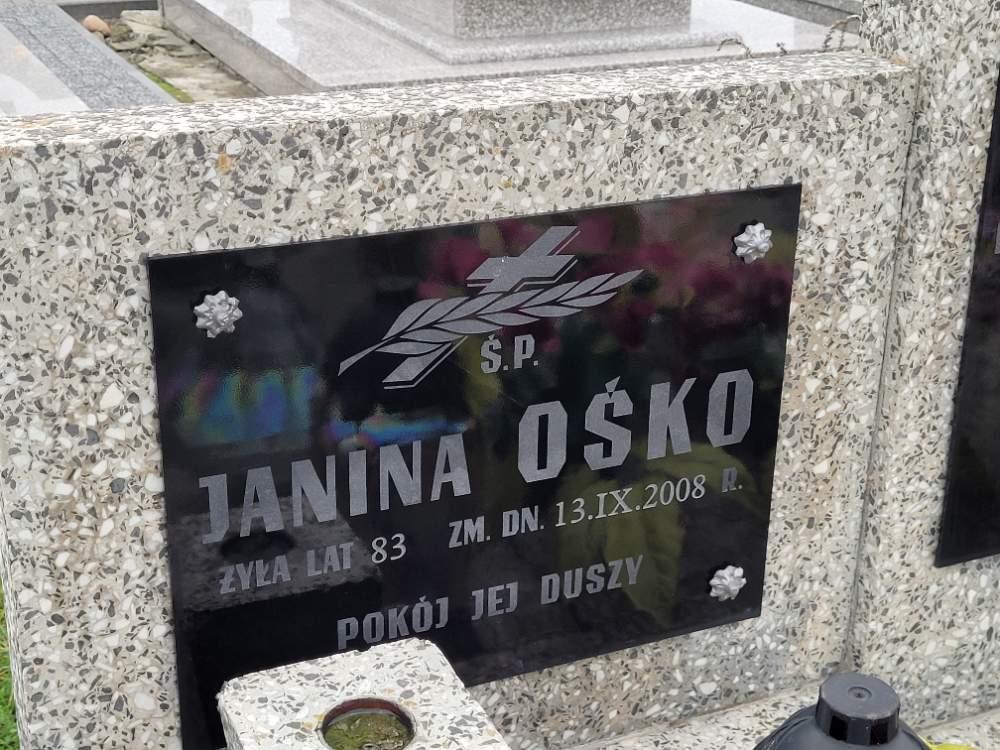 Ś.P.
JANINA OŚKO
ŻYŁA LAT 83 ZM. DN. 13.IX.2008 R.
POKÓJ JEJ DUSZY